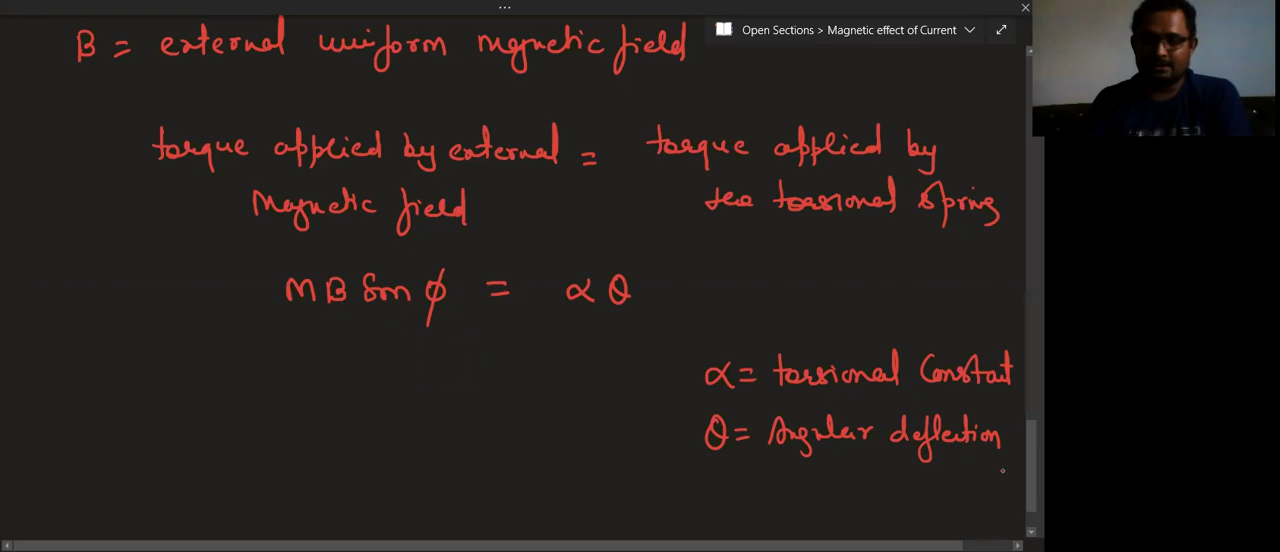 Open Sections > Magnetic effect of Current
B = external uniform magnetic field
torque applied by external = torque applied by
Magnetic field torsional Spring
MB Sin φ = α θ
α = torsional Constant
θ = Angular deflection